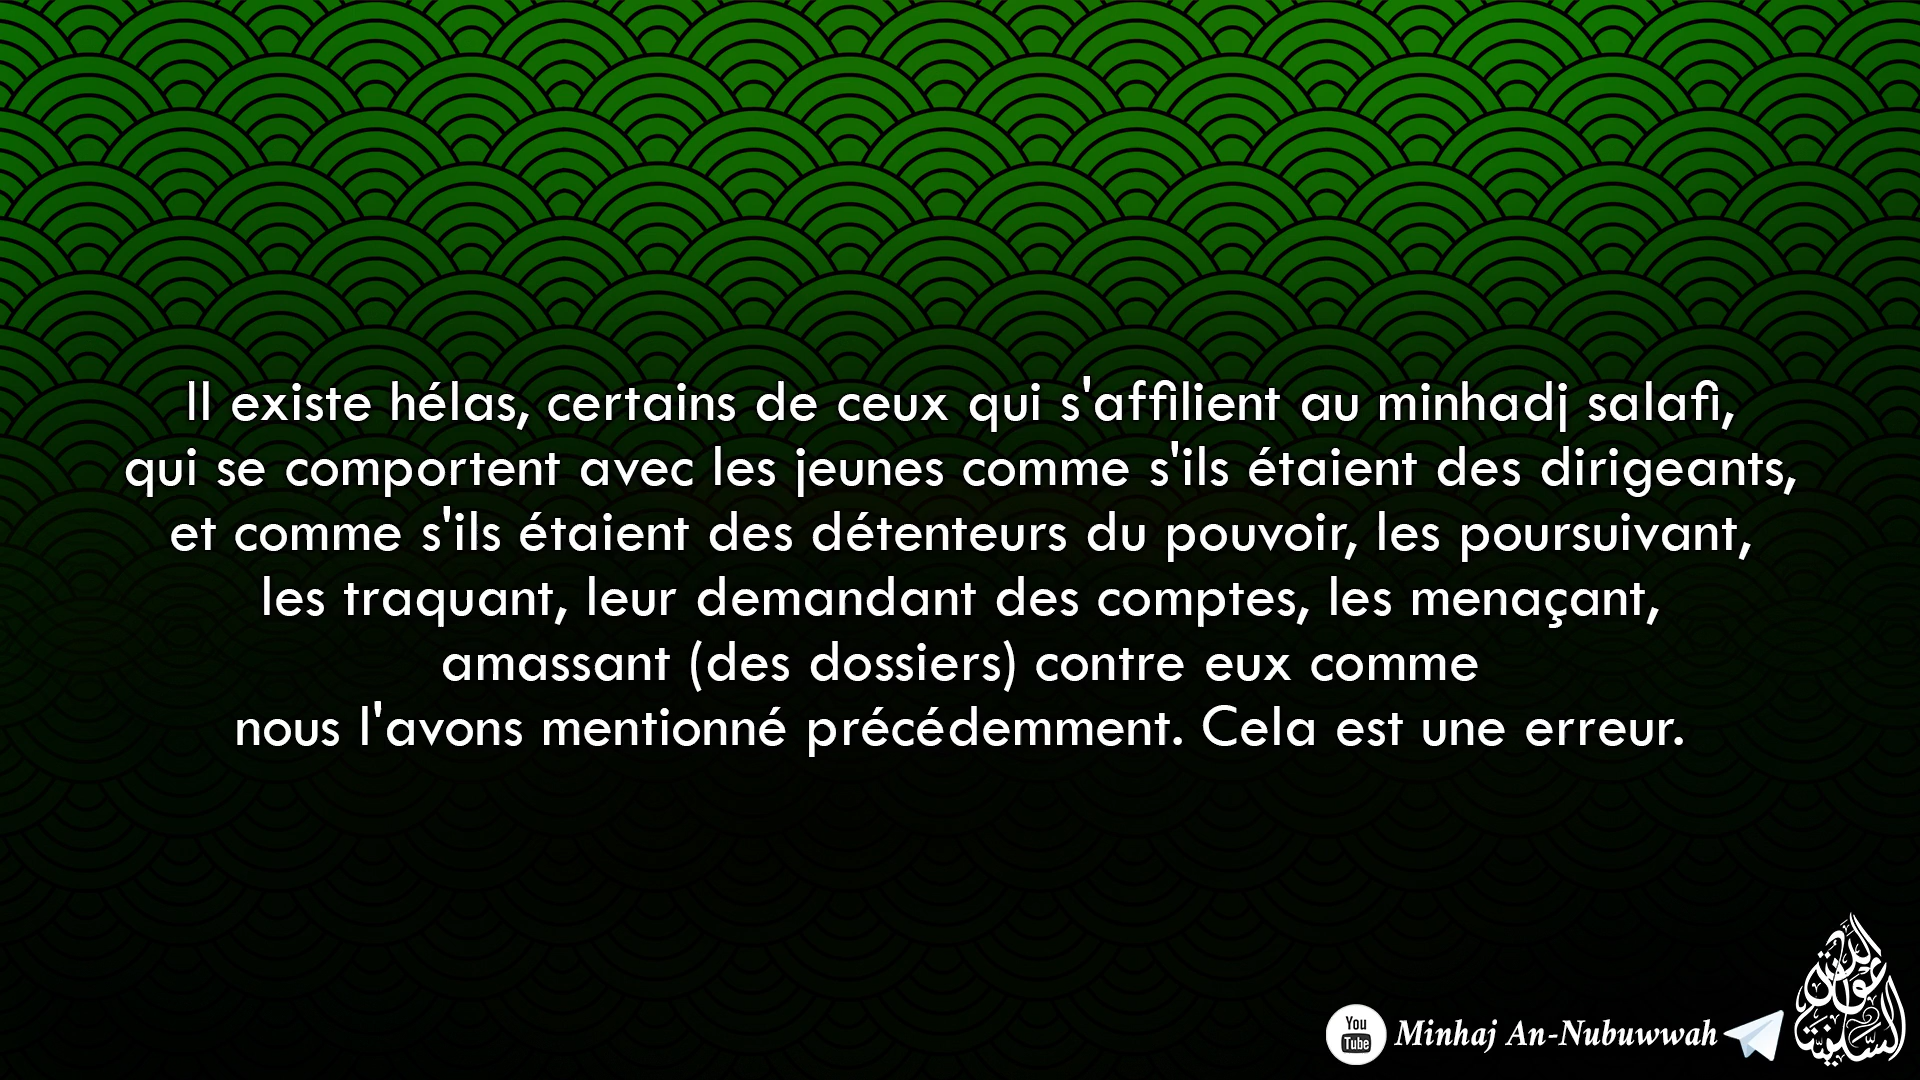 Il existe hélas, certains de ceux qui s'affilient au minhadj salafi,
qui se comportent avec les jeunes comme s'ils étaient des dirigeants,
et comme s'ils étaient des détenteurs du pouvoir, les poursuivant,
les traquant, leur demandant des comptes, les menaçant,
amassant (des dossiers) contre eux comme
nous l'avons mentionné précédemment. Cela est une erreur.
You
Tube
Minhaj An-Nubuwwah